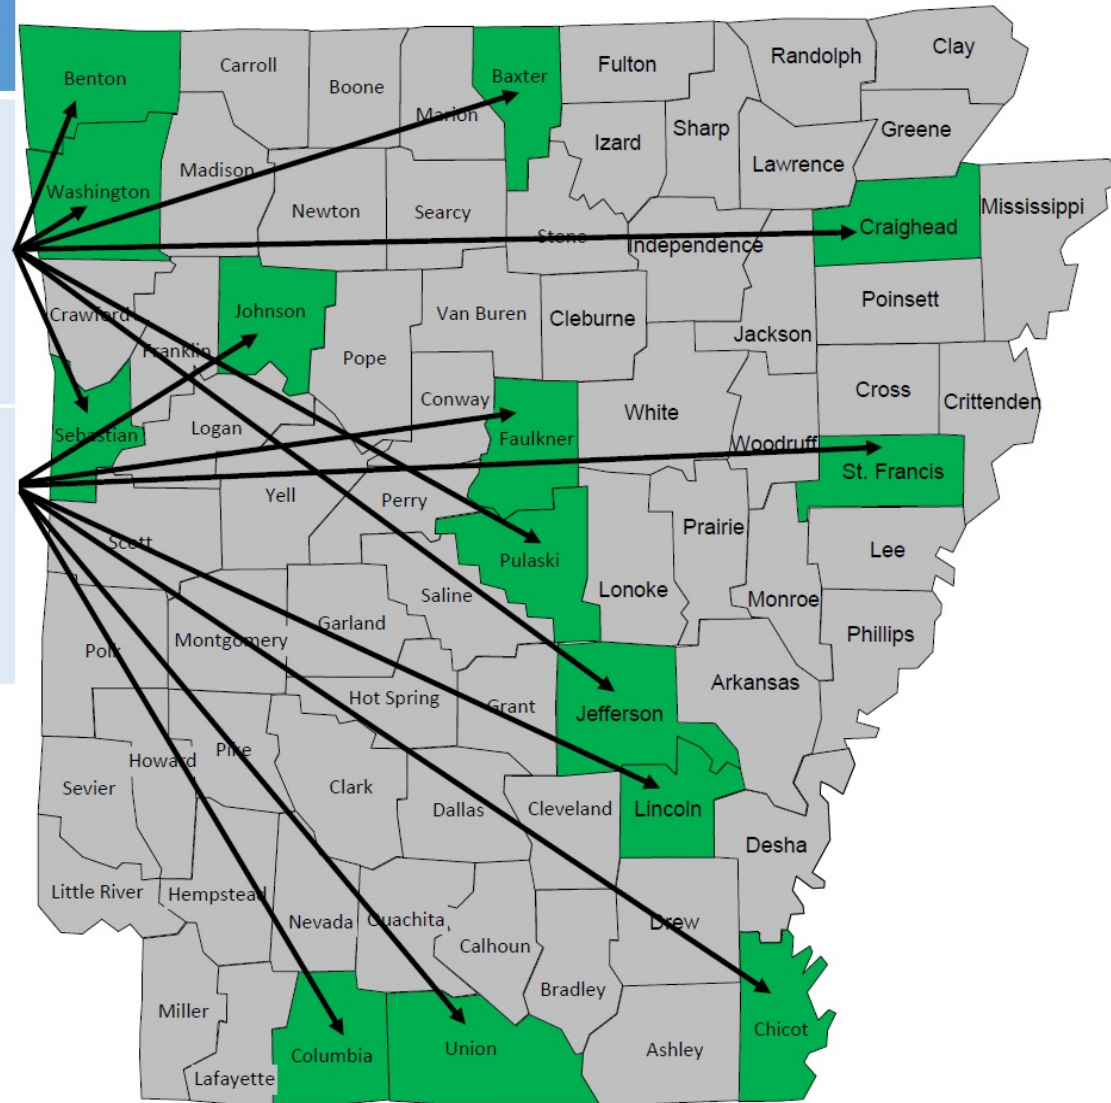 Benton
Carroll
Boone
Marion
Baxter
Fulton
Randolph
Clay
Sharp
Izard
Greene
Lawrence
Washington
Madison
Newton
Searcy
Stone
Independence
Craighead
Mississippi
Crawford
Franklin
Johnson
Pope
Van Buren
Cleburne
Jackson
Poinsett
Sebastian
Logan
Conway
Faulkner
White
Woodruff
Cross
Crittenden
St. Francis
Yell
Perry
Scott
Pulaski
Prairie
Lee
Lonoke
Monroe
Phillips
Saline
Garland
Montgomery
Polk
Hot Spring
Grant
Jefferson
Arkansas
Howard
Pike
Sevier
Clark
Dallas
Cleveland
Lincoln
Desha
Little River
Hempstead
Nevada
Ouachita
Calhoun
Drew
Bradley
Miller
Lafayette
Columbia
Union
Ashley
Chicot